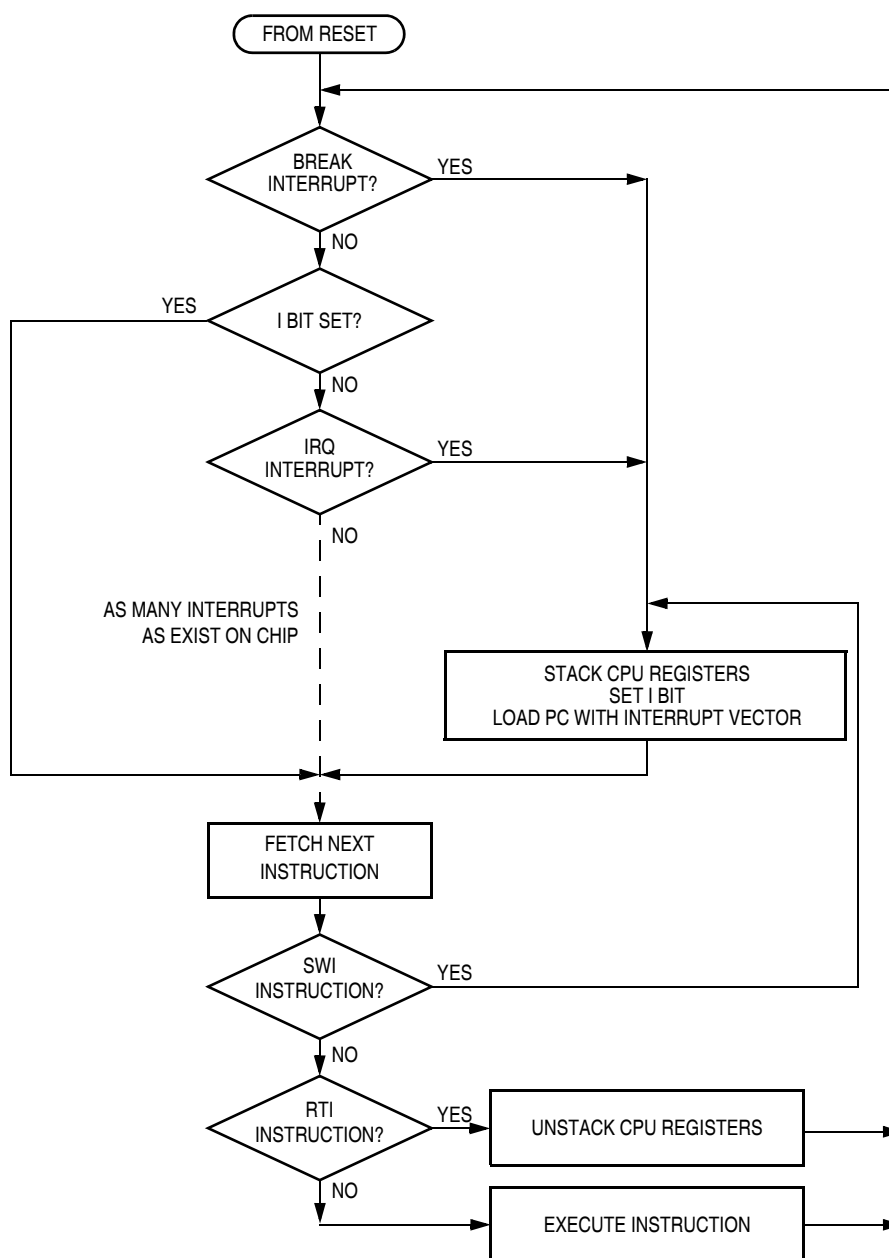 FROM RESET
BREAK
INTERRUPT?
YES
NO
YES
I BIT SET?
NO
IRQ
INTERRUPT?
YES
NO
AS MANY INTERRUPTS
AS EXIST ON CHIP
STACK CPU REGISTERS
SET I BIT
LOAD PC WITH INTERRUPT VECTOR
FETCH NEXT
INSTRUCTION
SWI
INSTRUCTION?
YES
NO
RTI
INSTRUCTION?
YES
UNSTACK CPU REGISTERS
NO
EXECUTE INSTRUCTION